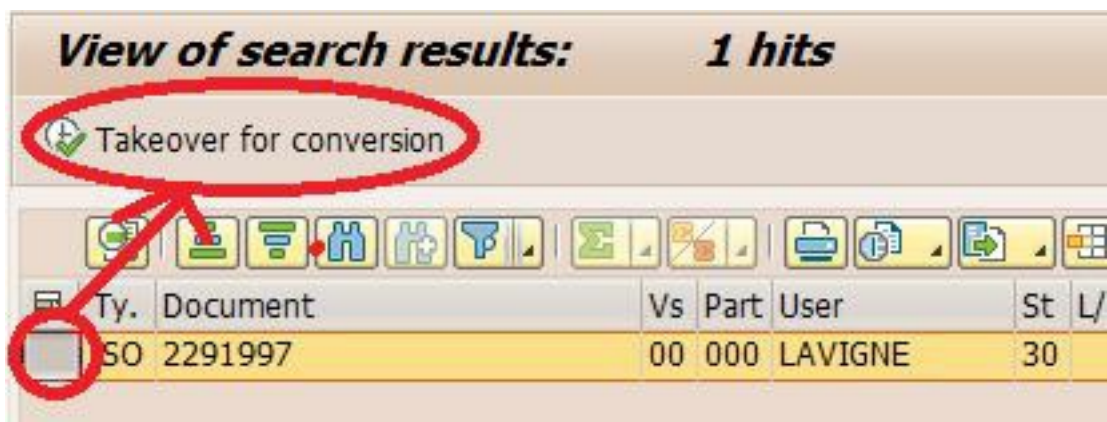 View of search results: 1 hits
Takeover for conversion
Ty. Document Vs Part User St L/
SO 2291997 00 000 LAVIGNE 30